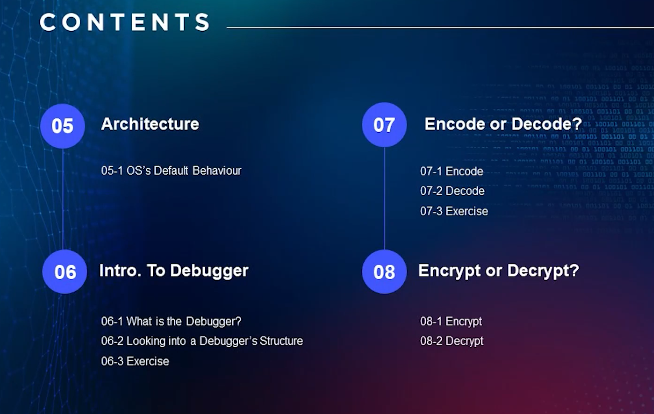 CONTENTS
05 Architecture
05-1 OS's Default Behaviour
06 Intro. To Debugger
06-1 What is the Debugger?
06-2 Looking into a Debugger's Structure
06-3 Exercise
07 Encode or Decode?
07-1 Encode
07-2 Decode
07-3 Exercise
08 Encrypt or Decrypt?
08-1 Encrypt
08-2 Decrypt